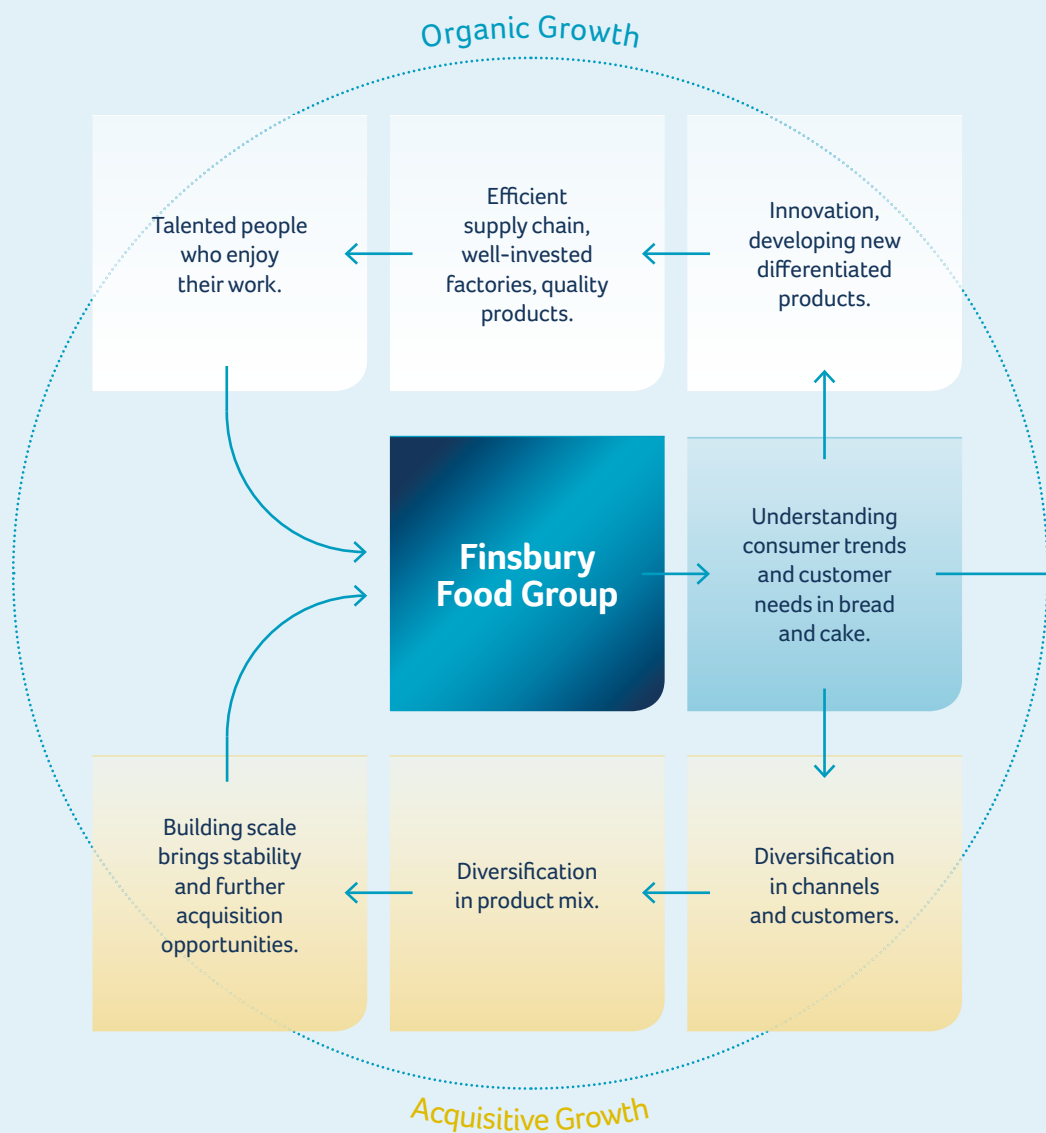 Organic Growth
Talented people
who enjoy
their work.
Efficient
supply chain,
well-invested
factories, quality
products.
Innovation,
developing new
differentiated
products.
Finsbury
Food Group
Understanding
consumer trends
and customer
needs in bread
and cake.
Building scale
brings stability
and further
acquisition
opportunities.
Diversification
in product mix.
Diversification
in channels
and customers.
Acquisitive Growth